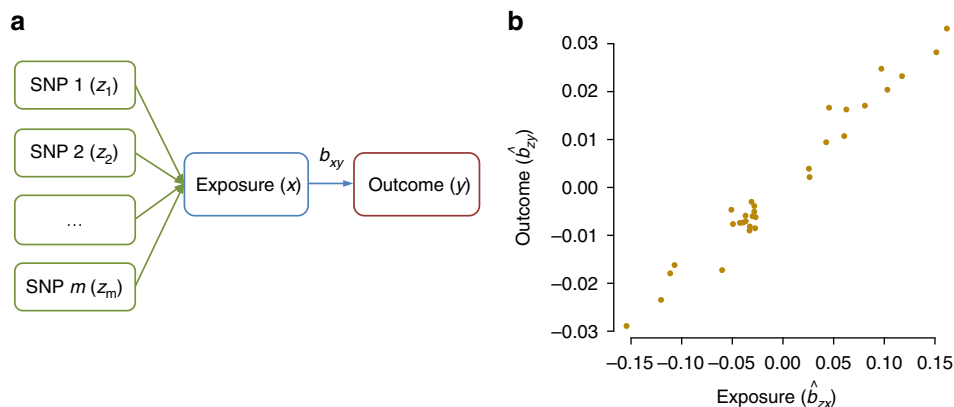 a
SNP 1 (z1)
SNP 2 (z2)
...
SNP m (zm)
Exposure (x)
bxy
Outcome (y)
b
Outcome (b̂zy)
0.03
0.02
0.01
0.00
–0.01
–0.02
–0.03
–0.15 –0.10 –0.05 0.00 0.05 0.10 0.15
Exposure (b̂zx)